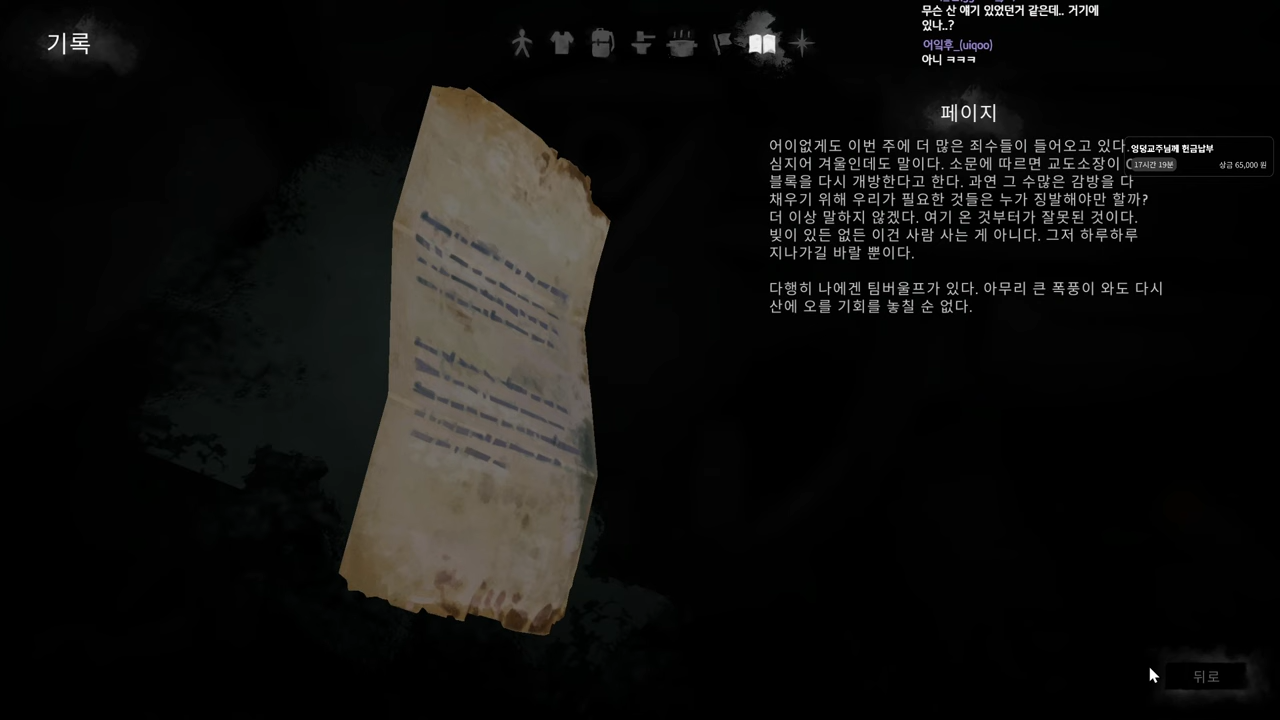 기록
무슨 산 얘기 있었던거 같은데.. 거기에
있나..?
어잌후_(uiqoo)
아니 ㅋㅋㅋ
페이지
어이없게도 이번 주에 더 많은 죄수들이 들어오고 있다.
심지어 겨울인데도 말이다. 소문에 따르면 교도소장이
블록을 다시 개방한다고 한다. 과연 그 수많은 감방을 다
채우기 위해 우리가 필요한 것들은 누가 징발해야만 할까?
더 이상 말하지 않겠다. 여기 온 것부터가 잘못된 것이다.
빚이 있든 없든 이건 사람 사는 게 아니다. 그저 하루하루
지나가길 바랄 뿐이다.
다행히 나에겐 팀버울프가 있다. 아무리 큰 폭풍이 와도 다시
산에 오를 기회를 놓칠 순 없다.
엉덩교주님께 헌금납부
17시간 19분 상금 65,000 원
뒤로